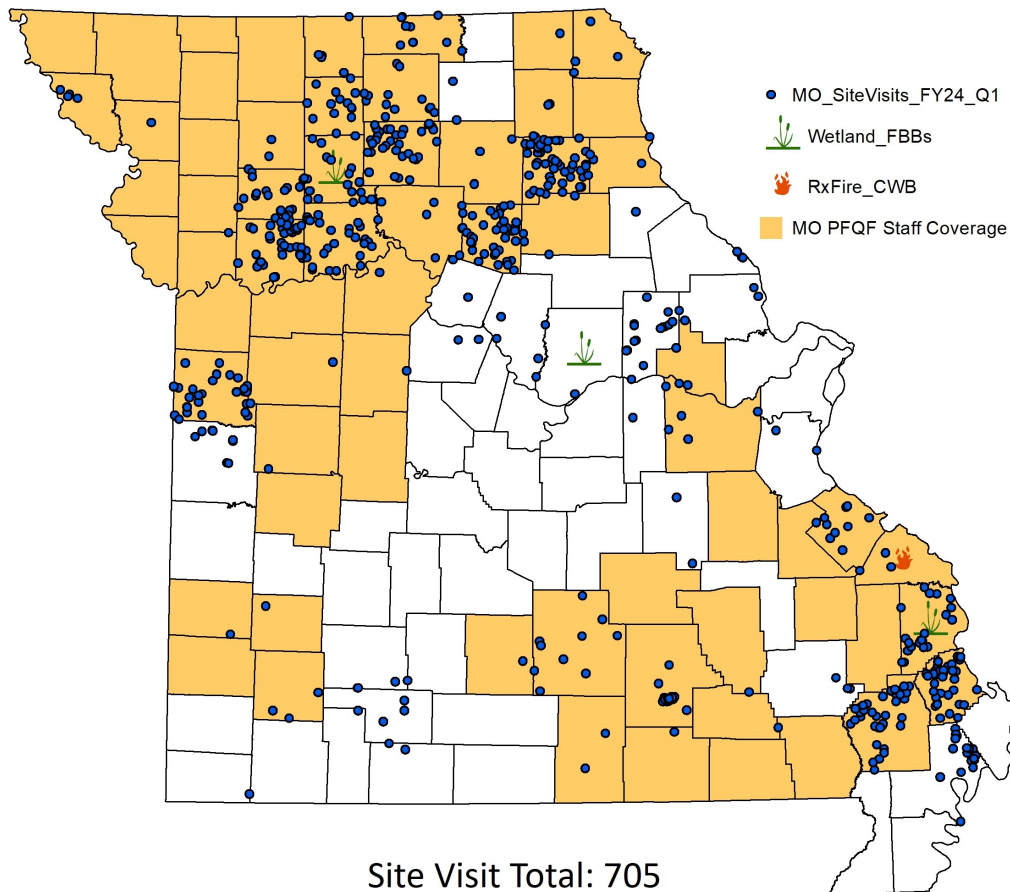 MO_SiteVisits_FY24_Q1
Wetland_FBBs
RxFire_CWB
MO PFQF Staff Coverage
Site Visit Total: 705